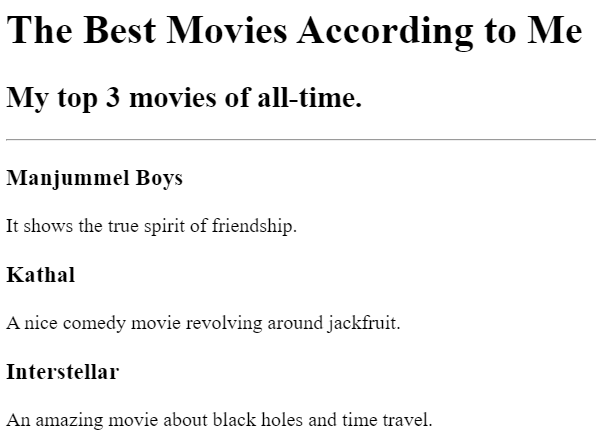 The Best Movies According to Me
My top 3 movies of all-time.
Manjummel Boys
It shows the true spirit of friendship.
Kathal
A nice comedy movie revolving around jackfruit.
Interstellar
An amazing movie about black holes and time travel.